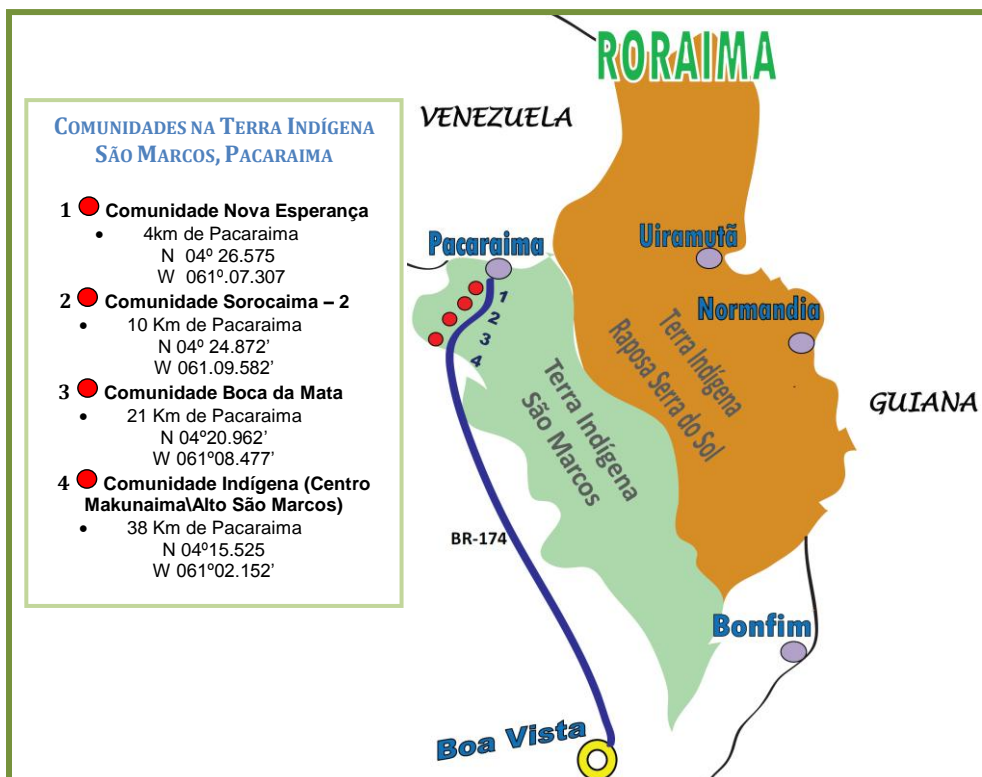 RORAIMA
VENEZUELA
COMUNIDADES NA TERRA INDÍGENA
SÃO MARCOS, PACARAIMA
1 Comunidade Nova Esperança
• 4km de Pacaraima
N 04º 26.575
W 061º.07.307
2 Comunidade Sorocaima – 2
• 10 Km de Pacaraima
N 04º 24.872’
W 061.09.582’
3 Comunidade Boca da Mata
• 21 Km de Pacaraima
N 04º20.962’
W 061º08.477’
4 Comunidade Indígena (Centro
Makunaima\Alto São Marcos)
• 38 Km de Pacaraima
N 04º15.525
W 061º02.152’
Pacaraima
Uiramutã
Normandia
1
2
3
4
Terra Indígena
Raposa Serra do Sol
Terra Indígena
São Marcos
GUIANA
BR-174
Bonfim
Boa Vista